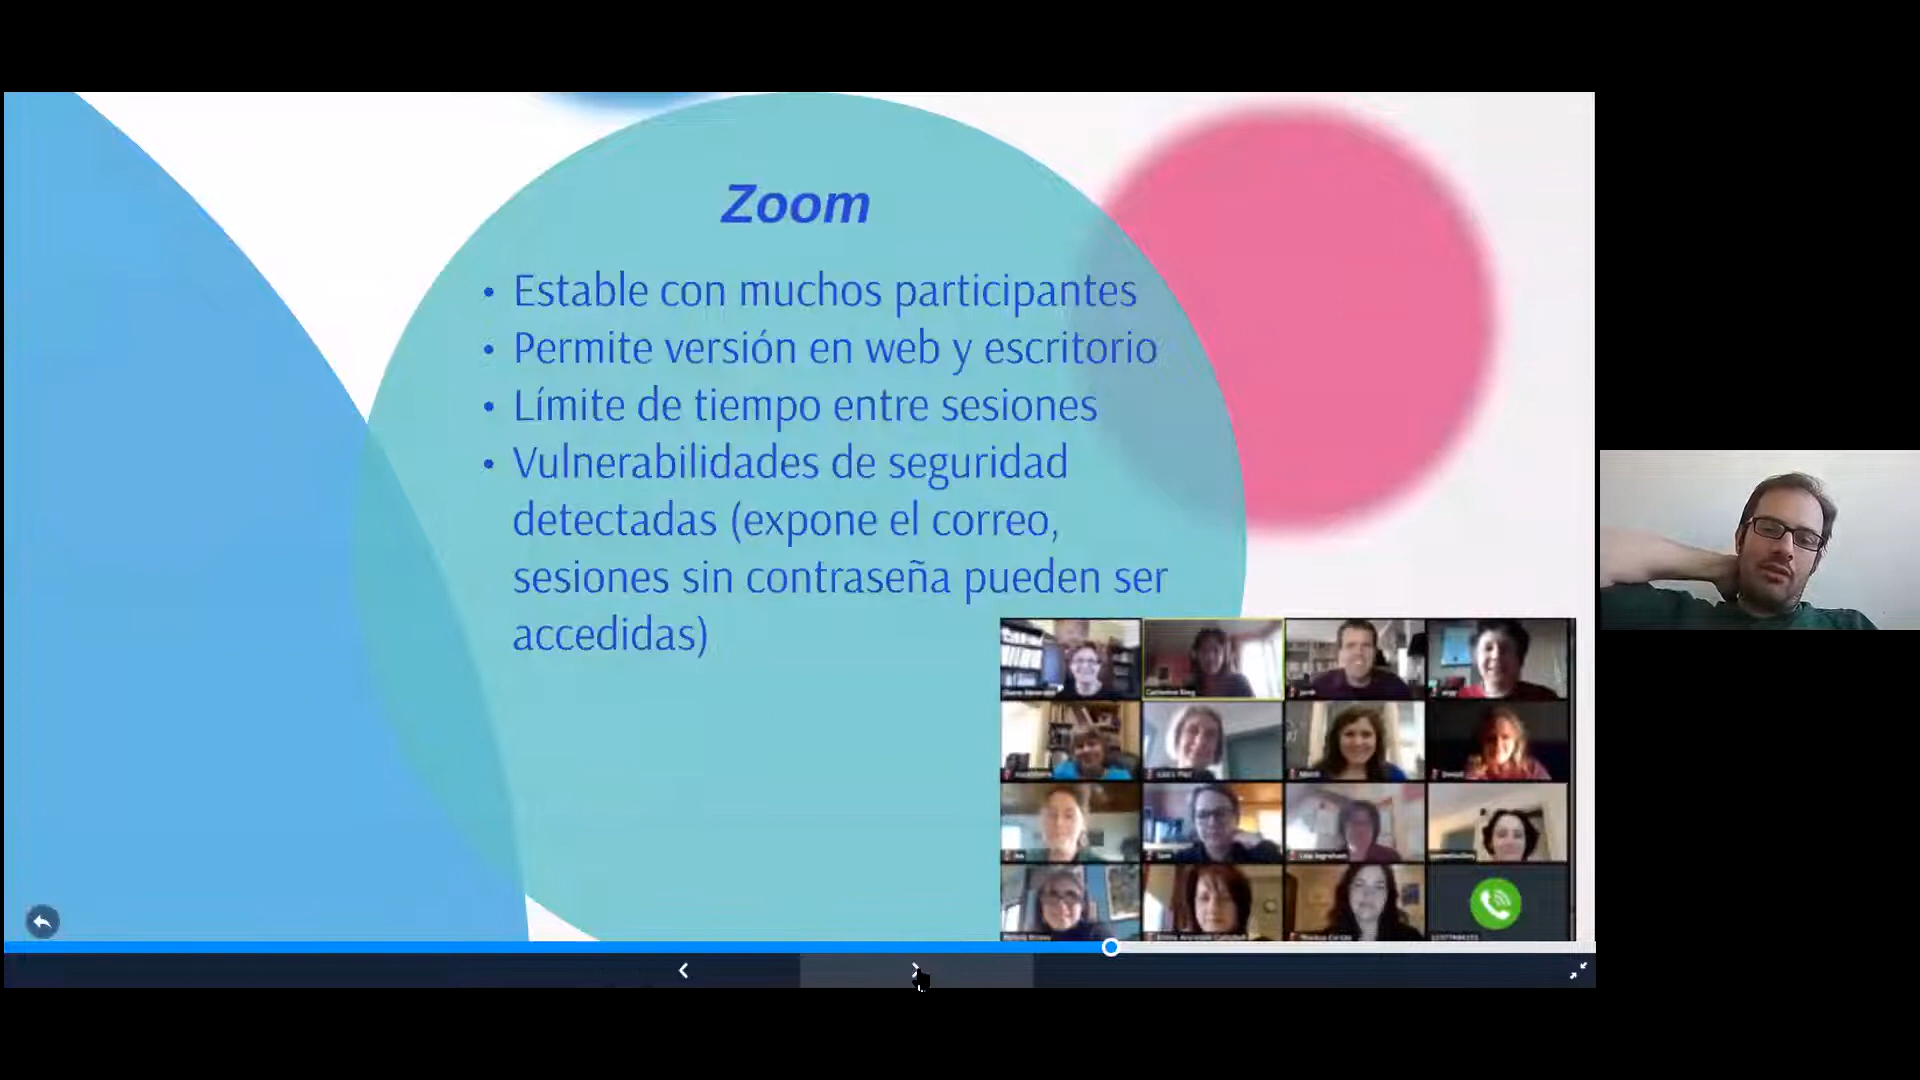 Zoom
• Estable con muchos participantes
• Permite versión en web y escritorio
• Límite de tiempo entre sesiones
• Vulnerabilidades de seguridad
detectadas (expone el correo,
sesiones sin contraseña pueden ser
accedidas)